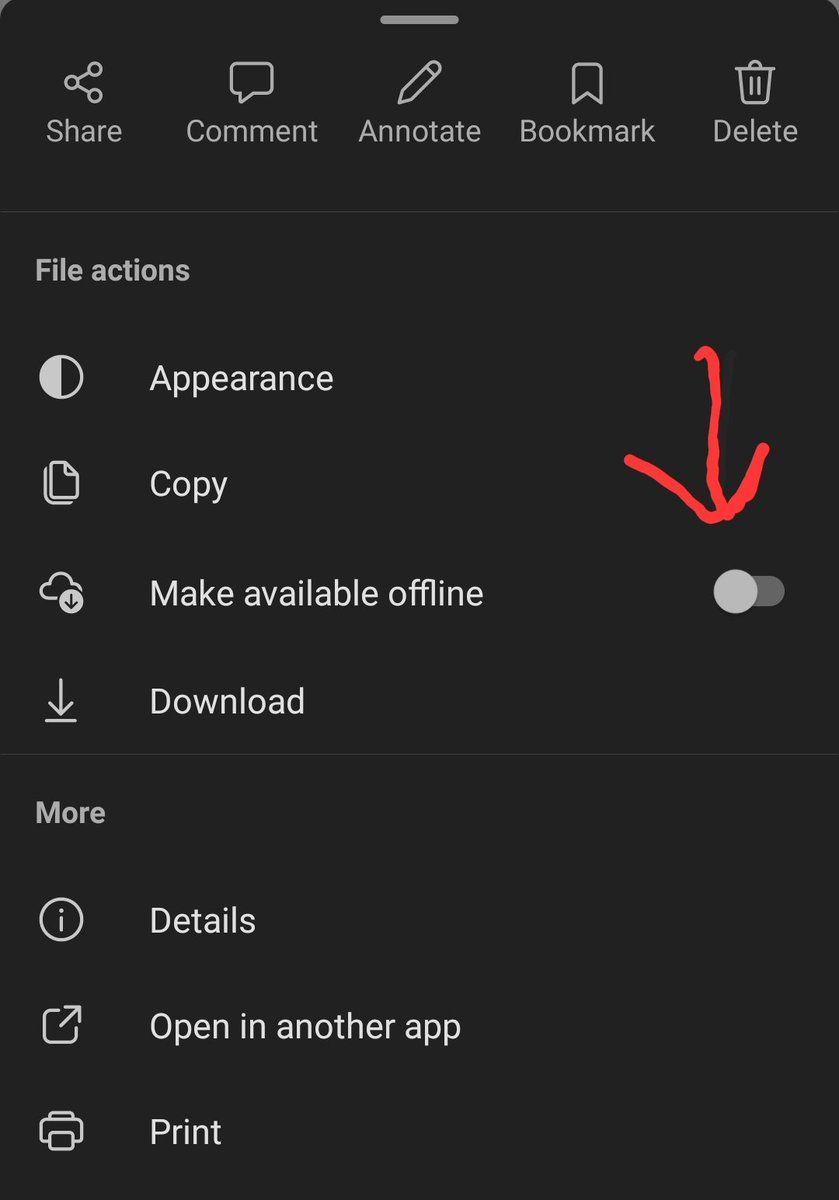 Share Comment Annotate Bookmark Delete
File actions
Appearance
Copy
Make available offline
Download
More
Details
Open in another app
Print